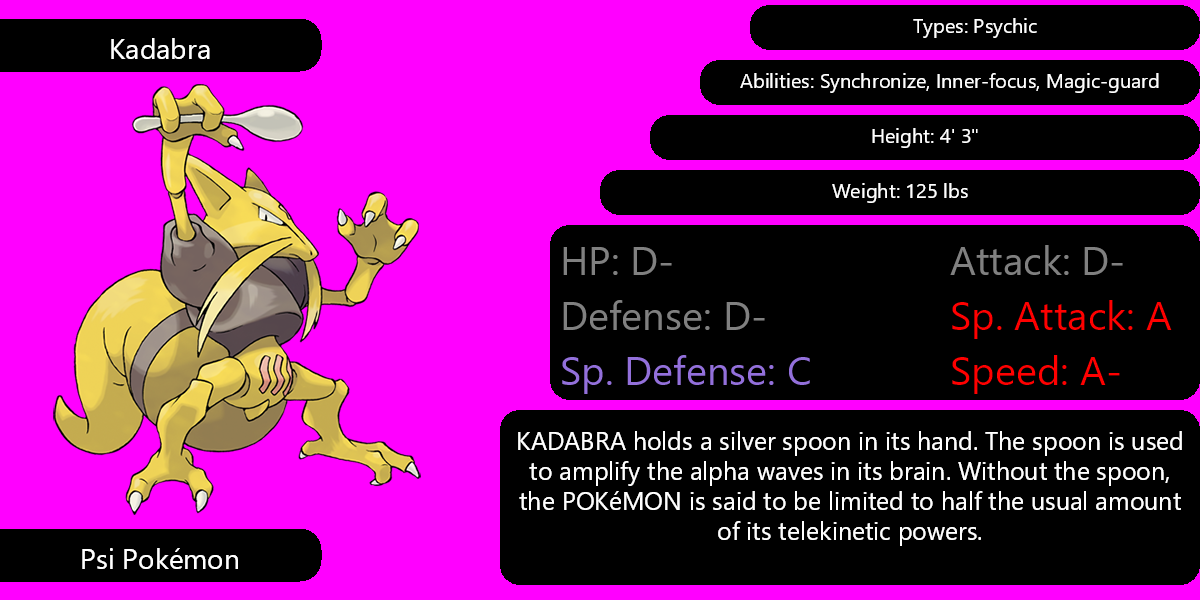 Kadabra
Types: Psychic
Abilities: Synchronize, Inner-focus, Magic-guard
Height: 4' 3"
Weight: 125 lbs
HP: D-
Attack: D-
Defense: D-
Sp. Attack: A
Sp. Defense: C
Speed: A-
KADABRA holds a silver spoon in its hand. The spoon is used
to amplify the alpha waves in its brain. Without the spoon,
the POKéMON is said to be limited to half the usual amount
of its telekinetic powers.
Psi Pokémon